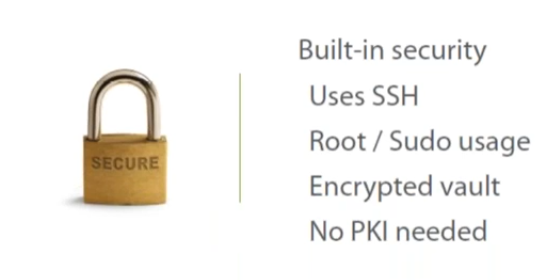 SECURE
Built-in security
Uses SSH
Root / Sudo usage
Encrypted vault
No PKI needed